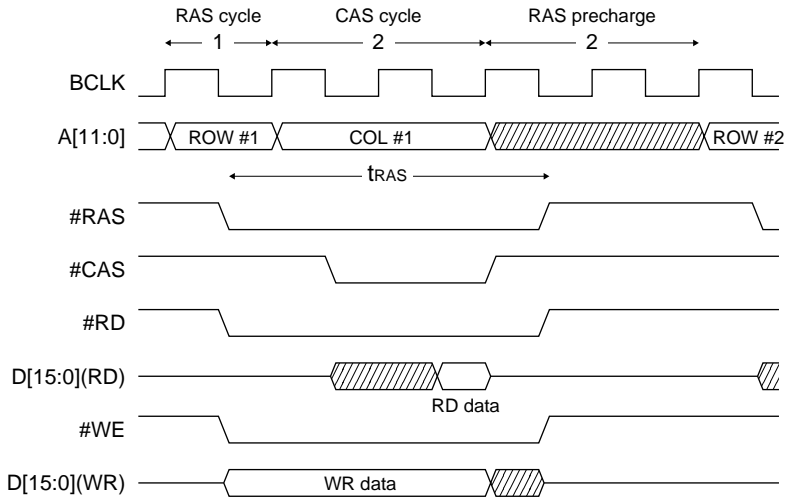 RAS cycle CAS cycle RAS precharge
1 2 2
BCLK
A[11:0] ROW #1 COL #1 ROW #2
tRAS
#RAS
#CAS
#RD
D[15:0](RD)
RD data
#WE
D[15:0](WR) WR data